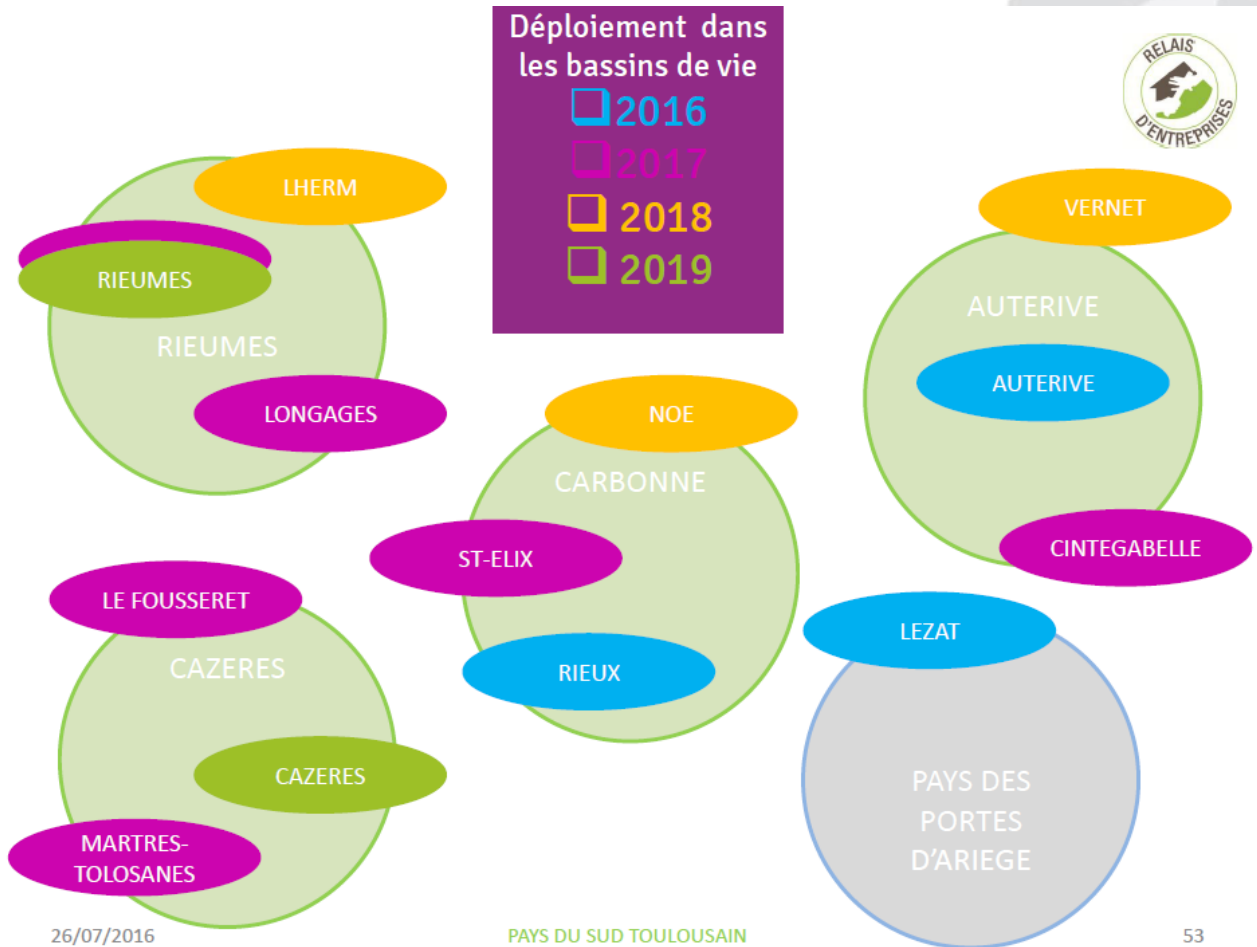 Déploiement dans
les bassins de vie
2016
2017
2018
2019
RELAIS
D'ENTREPRISES
LHERM
RIEUMES
RIEUMES
LONGAGES
VERNET
AUTERIVE
AUTERIVE
CINTEGABELLE
NOE
CARBONNE
ST-ELIX
RIEUX
LE FOUSSERET
CAZERES
CAZERES
MARTRES-
TOLOSANES
LEZAT
PAYS DES
PORTES
D’ARIEGE
26/07/2016
PAYS DU SUD TOULOUSAIN
53